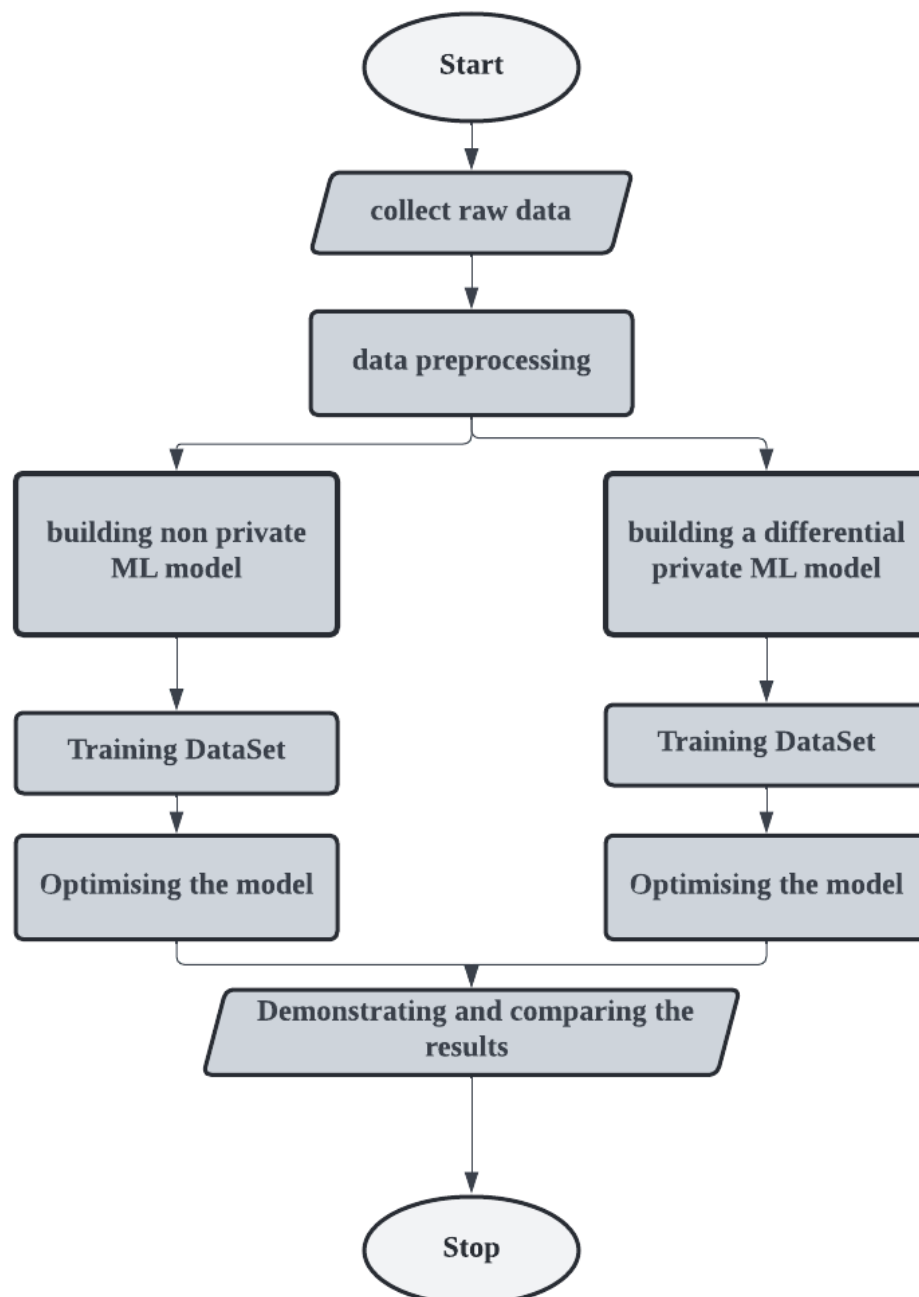 Start
collect raw data
data preprocessing
building non private
ML model
building a differential
private ML model
Training DataSet
Training DataSet
Optimising the model
Optimising the model
Demonstrating and comparing the
results
Stop